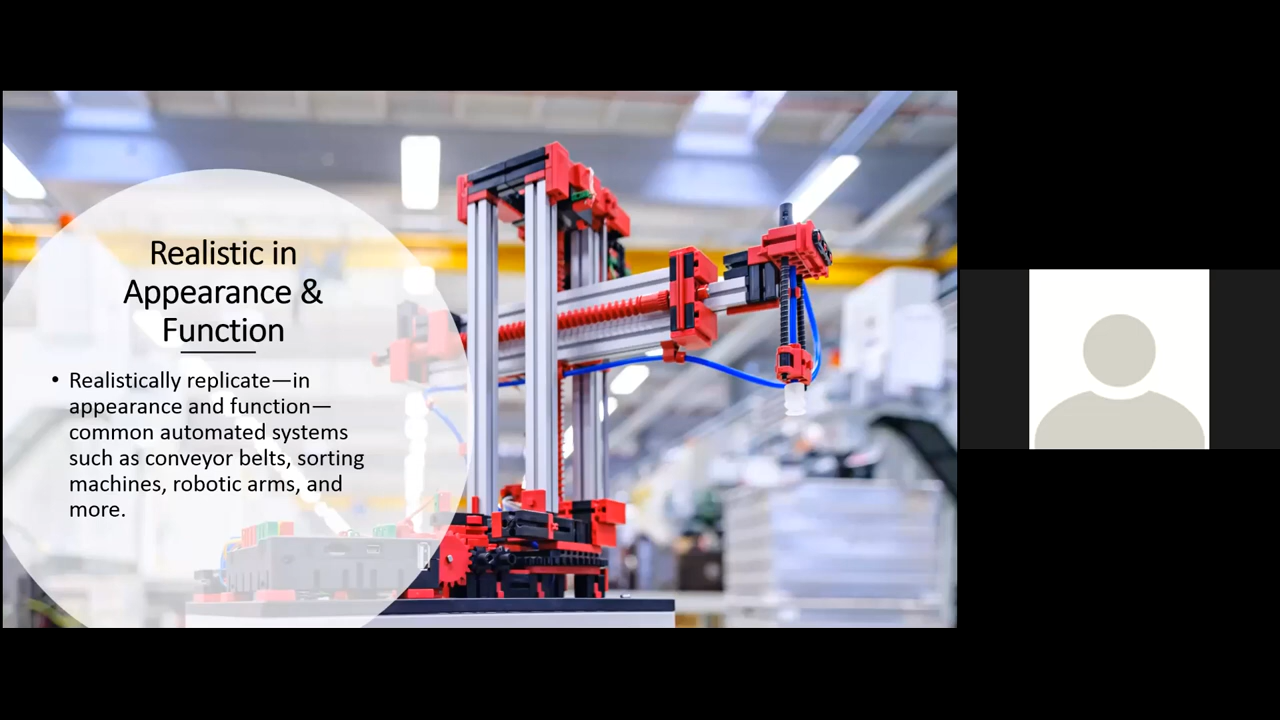 Realistic in
Appearance &
Function
• Realistically replicate—in
appearance and function—
common automated systems
such as conveyor belts, sorting
machines, robotic arms, and
more.